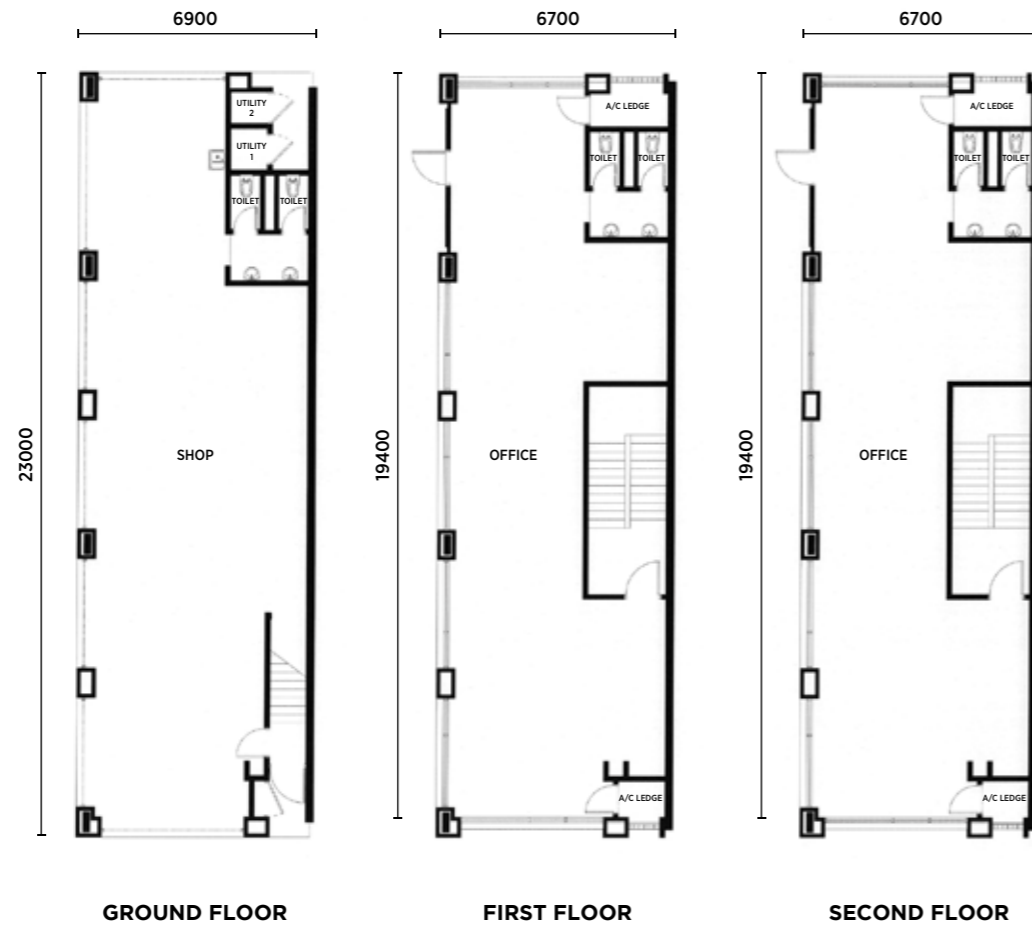 6900
6700
6700
UTILITY
2
UTILITY
1
TOILET
TOILET
A/C LEDGE
TOILET
TOILET
A/C LEDGE
TOILET
TOILET
23000
SHOP
19400
OFFICE
19400
OFFICE
A/C LEDGE
A/C LEDGE
GROUND FLOOR
FIRST FLOOR
SECOND FLOOR